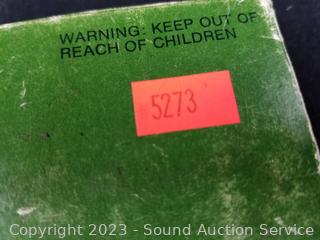 WARNING: KEEP OUT OF
REACH OF CHILDREN
5273
Copyright 2023 - Sound Auction Service